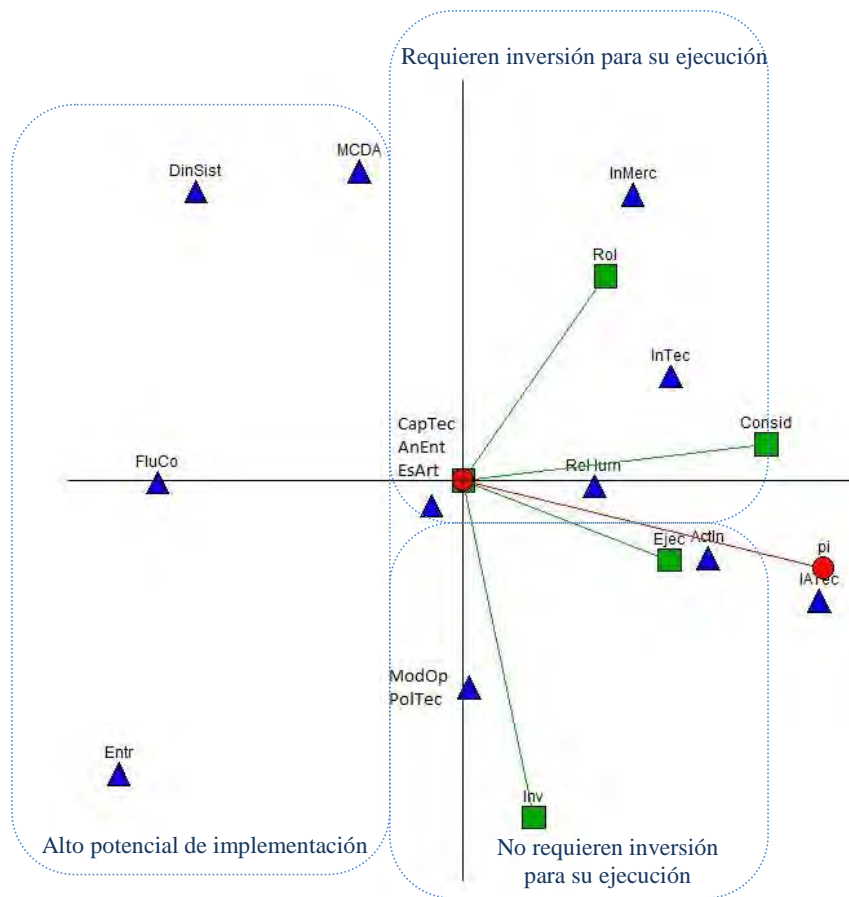 Requieren inversión para su ejecución
MCDA
DinSist
InMerc
RoI
InTec
CapTec
AnEnt
EsArt
Consid
FluCo
ReHum
Ejec
ActIn
pi
IATec
ModOp
PolTec
Entr
Inv
Alto potencial de implementación
No requieren inversión
para su ejecución